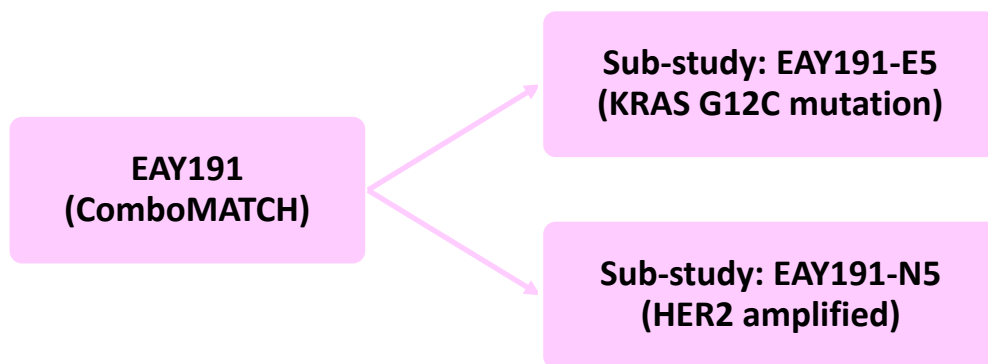 EAY191
(ComboMATCH)
Sub-study: EAY191-E5
(KRAS G12C mutation)
Sub-study: EAY191-N5
(HER2 amplified)